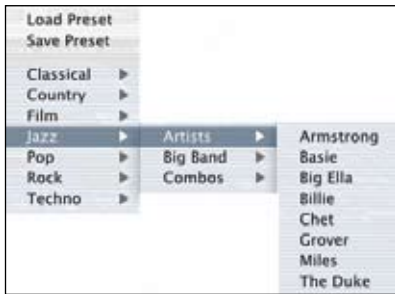 Load Preset
Save Preset
Classical
Country
Film
Jazz
Pop
Rock
Techno
Artists
Big Band
Combos
Armstrong
Basie
Big Ella
Billie
Chet
Grover
Miles
The Duke